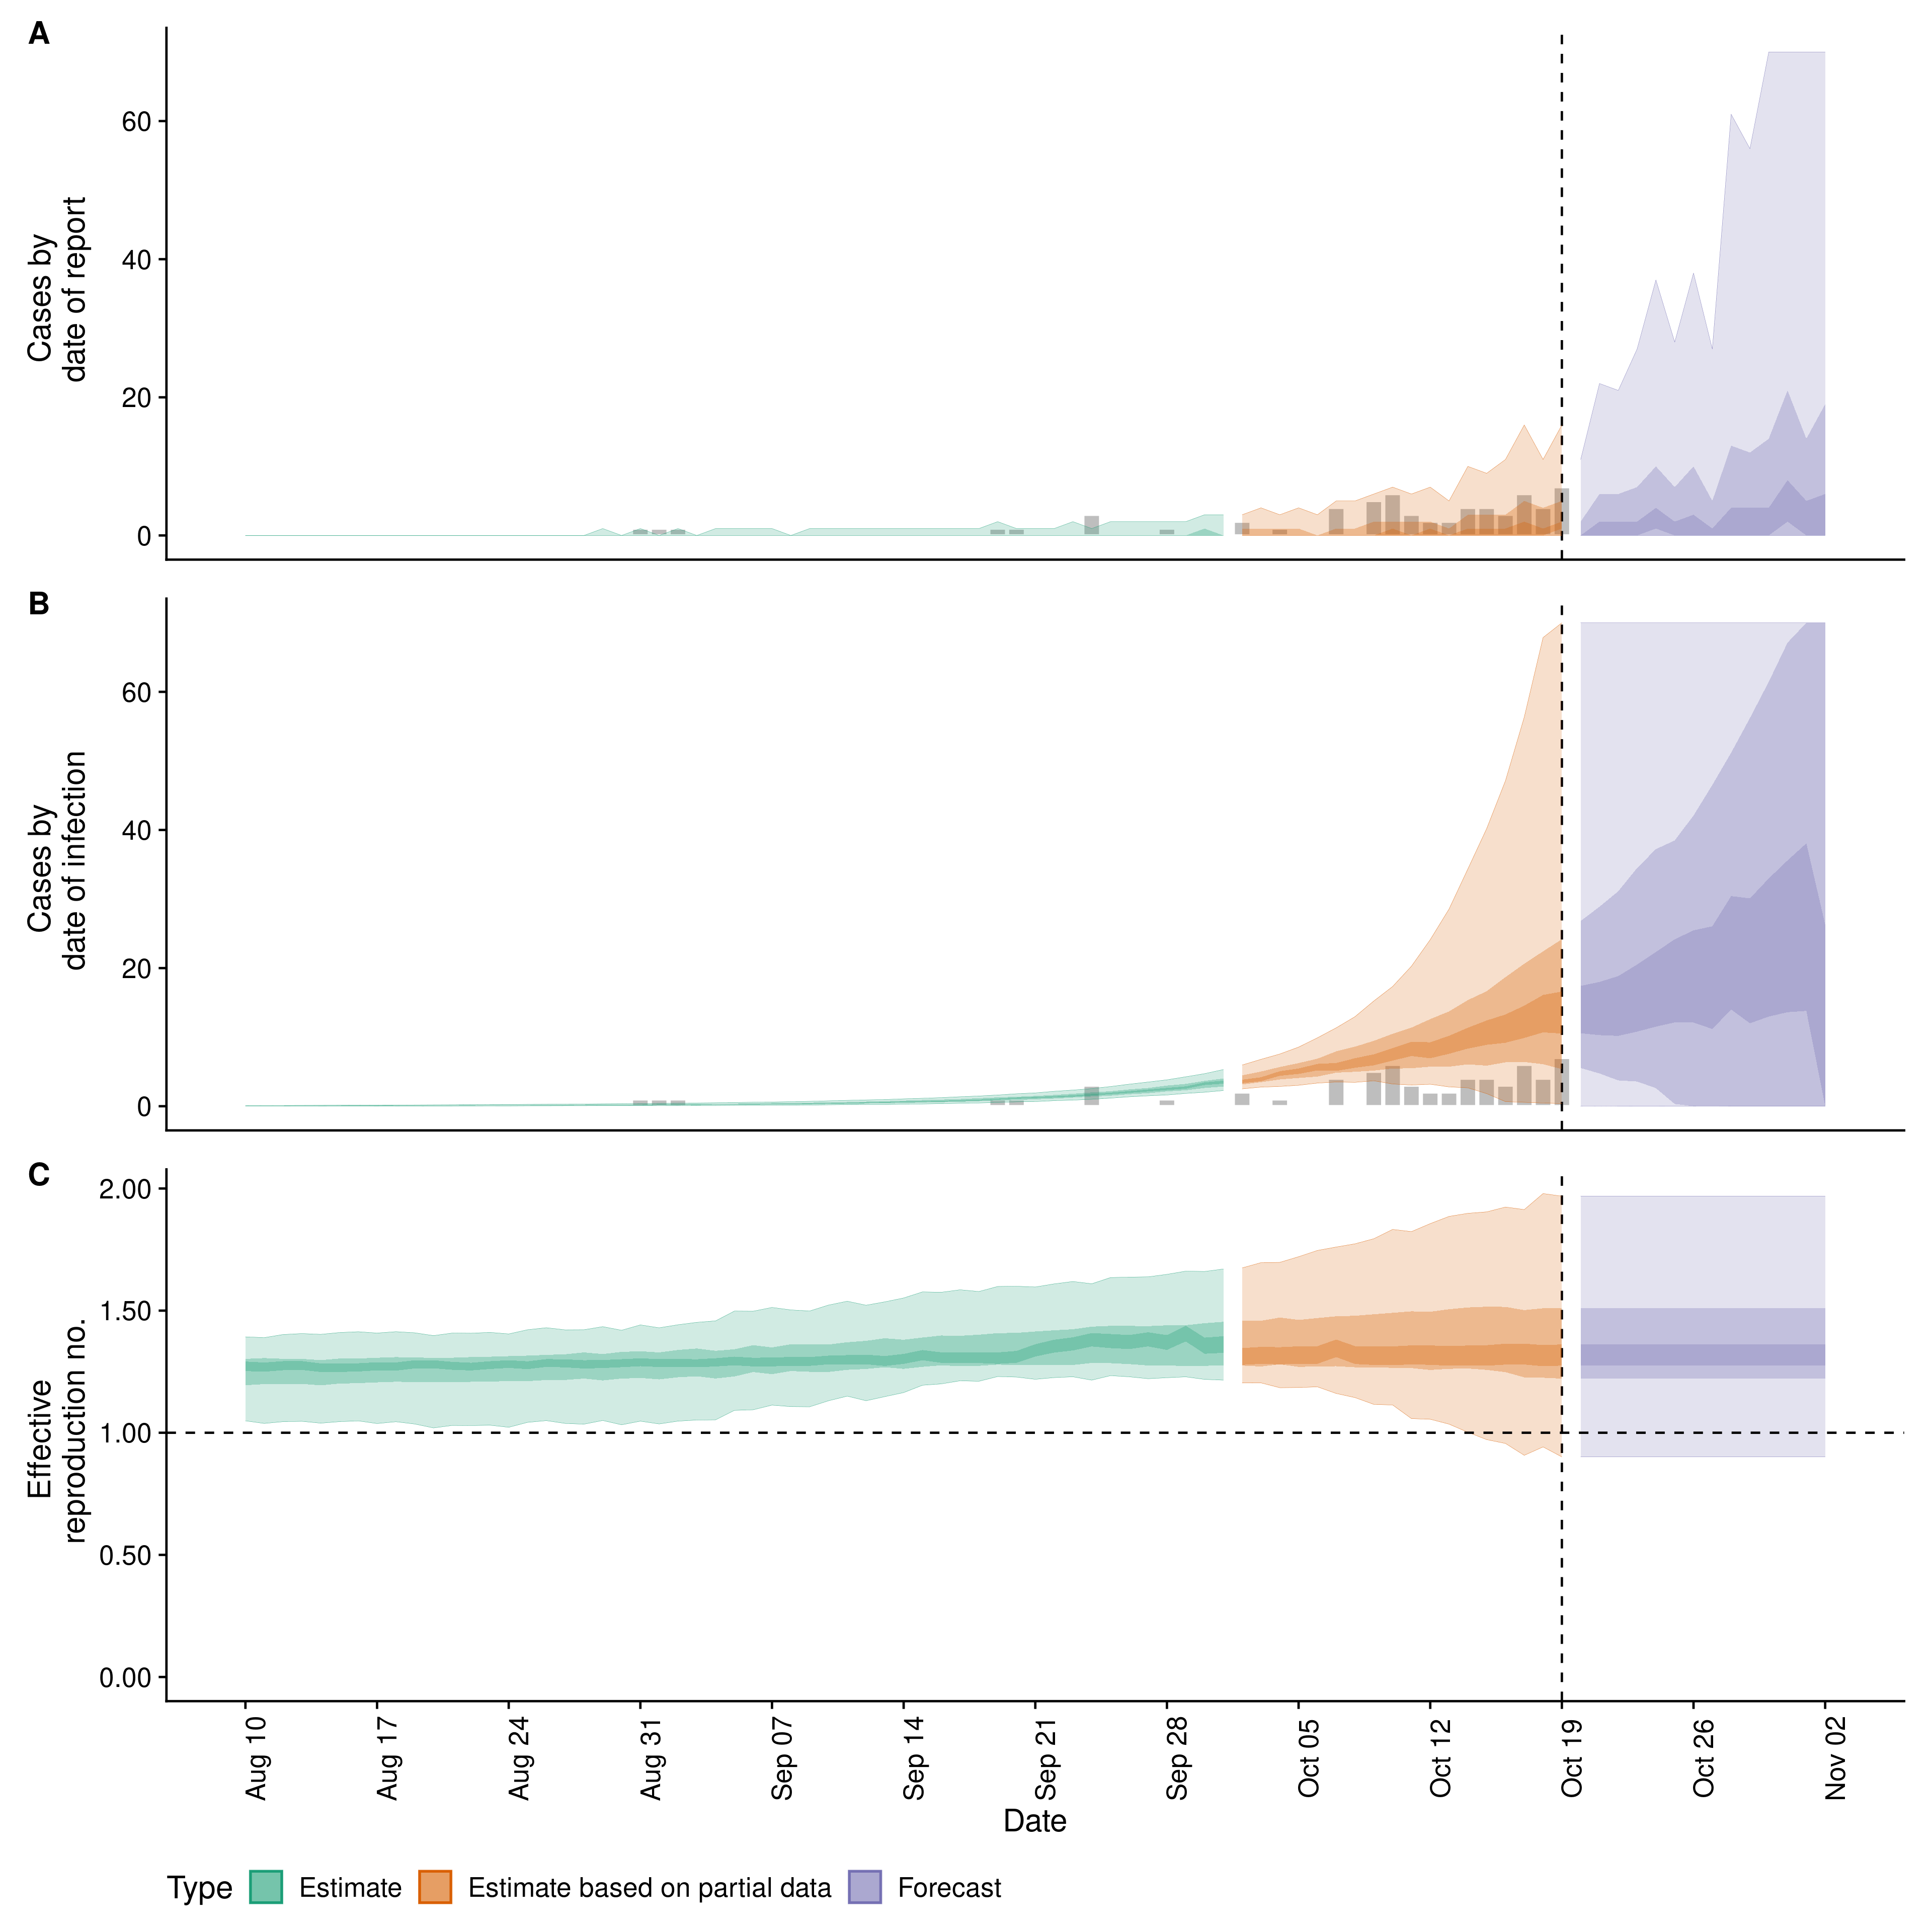 A
Cases by
date of report
60
40
20
0
B
Cases by
date of infection
60
40
20
0
C
Effective
reproduction no.
2.00
1.50
1.00
0.50
0.00
Aug 10
Aug 17
Aug 24
Aug 31
Sep 07
Sep 14
Sep 21
Sep 28
Oct 05
Oct 12
Oct 19
Oct 26
Nov 02
Date
Type Estimate Estimate based on partial data Forecast